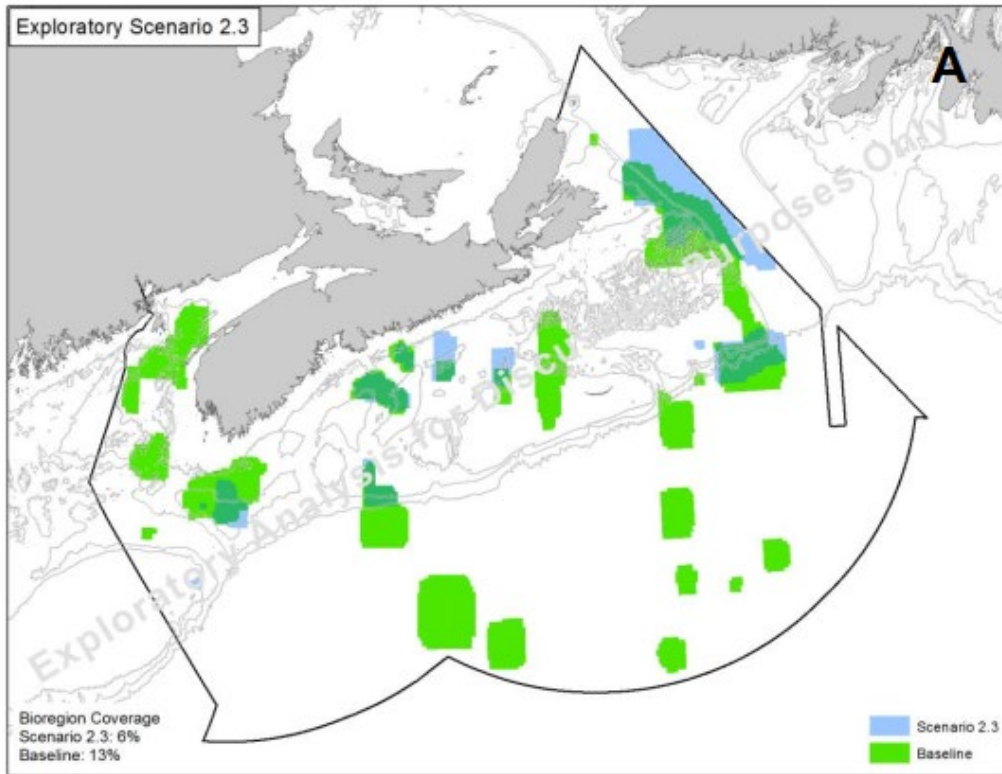 Exploratory Scenario 2.3
A
Exploratory Analysis for Discussion Purposes Only
Bioregion Coverage
Scenario 2.3: 6%
Baseline: 13%
Scenario 2.3
Baseline